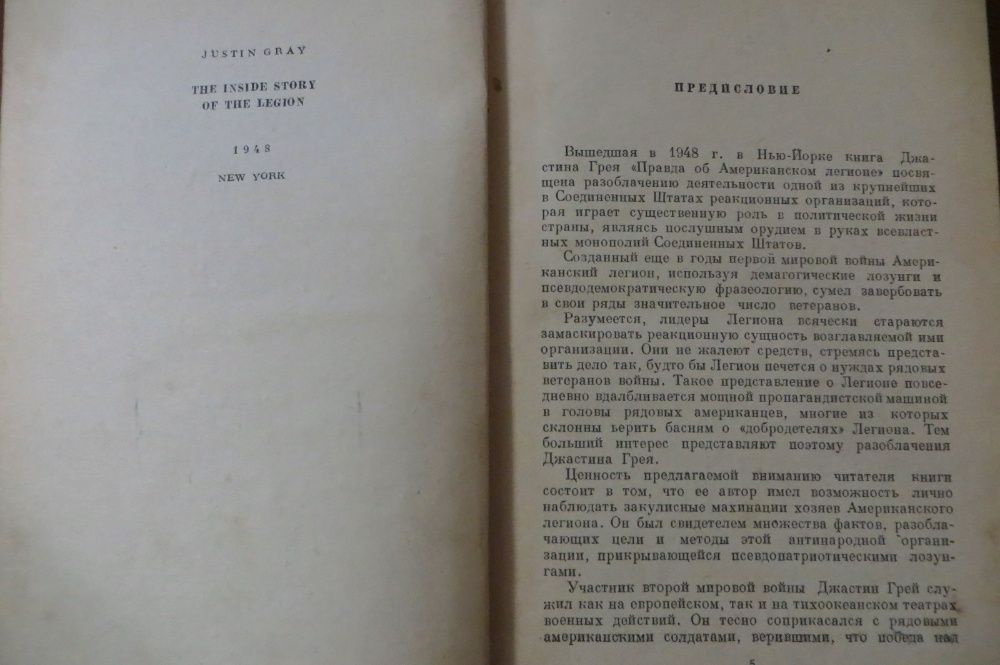 JUSTIN GRAY
THE INSIDE STORY
OF THE LEGION
1948
NEW YORK
ПРЕДИСЛОВИЕ
Вышедшая в 1948 г. в Нью-Йорке книга Джа-
стина Грея «Правда об Американском легионе» посвя-
щена разоблачению деятельности одной из крупнейших
в Соединенных Штатах реакционных организаций, кото-
рая играет существенную роль в политической жизни
страны, являясь послушным орудием в руках всевласт-
ных монополий Соединенных Штатов.
Созданный еще в годы первой мировой войны Амери-
канский легион, используя демагогические лозунги и
псевдодемократическую фразеологию, сумел завербовать
в свои ряды значительное число ветеранов.
Разумеется, лидеры Легиона всячески стараются
замаскировать реакционную сущность возглавляемой ими
организации. Они не жалеют средств, стремясь предста-
вить дело так, будто бы Легион печется о нуждах рядовых
ветеранов войны. Такое представление о Легионе повсе-
дневно вдалбливается мощной пропагандистской машиной
в головы рядовых американцев, многие из которых
склонны верить басням о «добродетелях» Легиона. Тем
больший интерес представляют поэтому разоблачения
Джастина Грея.
Ценность предлагаемой вниманию читателя книги
состоит в том, что ее автор имел возможность лично
наблюдать закулисные махинации хозяев Американского
легиона. Он был свидетелем множества фактов, разобла-
чающих цели и методы этой антинародной органи-
зации, прикрывающейся псевдопатриотическими лозун-
гами.
Участник второй мировой войны Джастин Грей слу-
жил как на европейском, так и на тихоокеанском театрах
военных действий. Он тесно соприкасался с рядовыми
американскими солдатами, верившими, что победа над
5